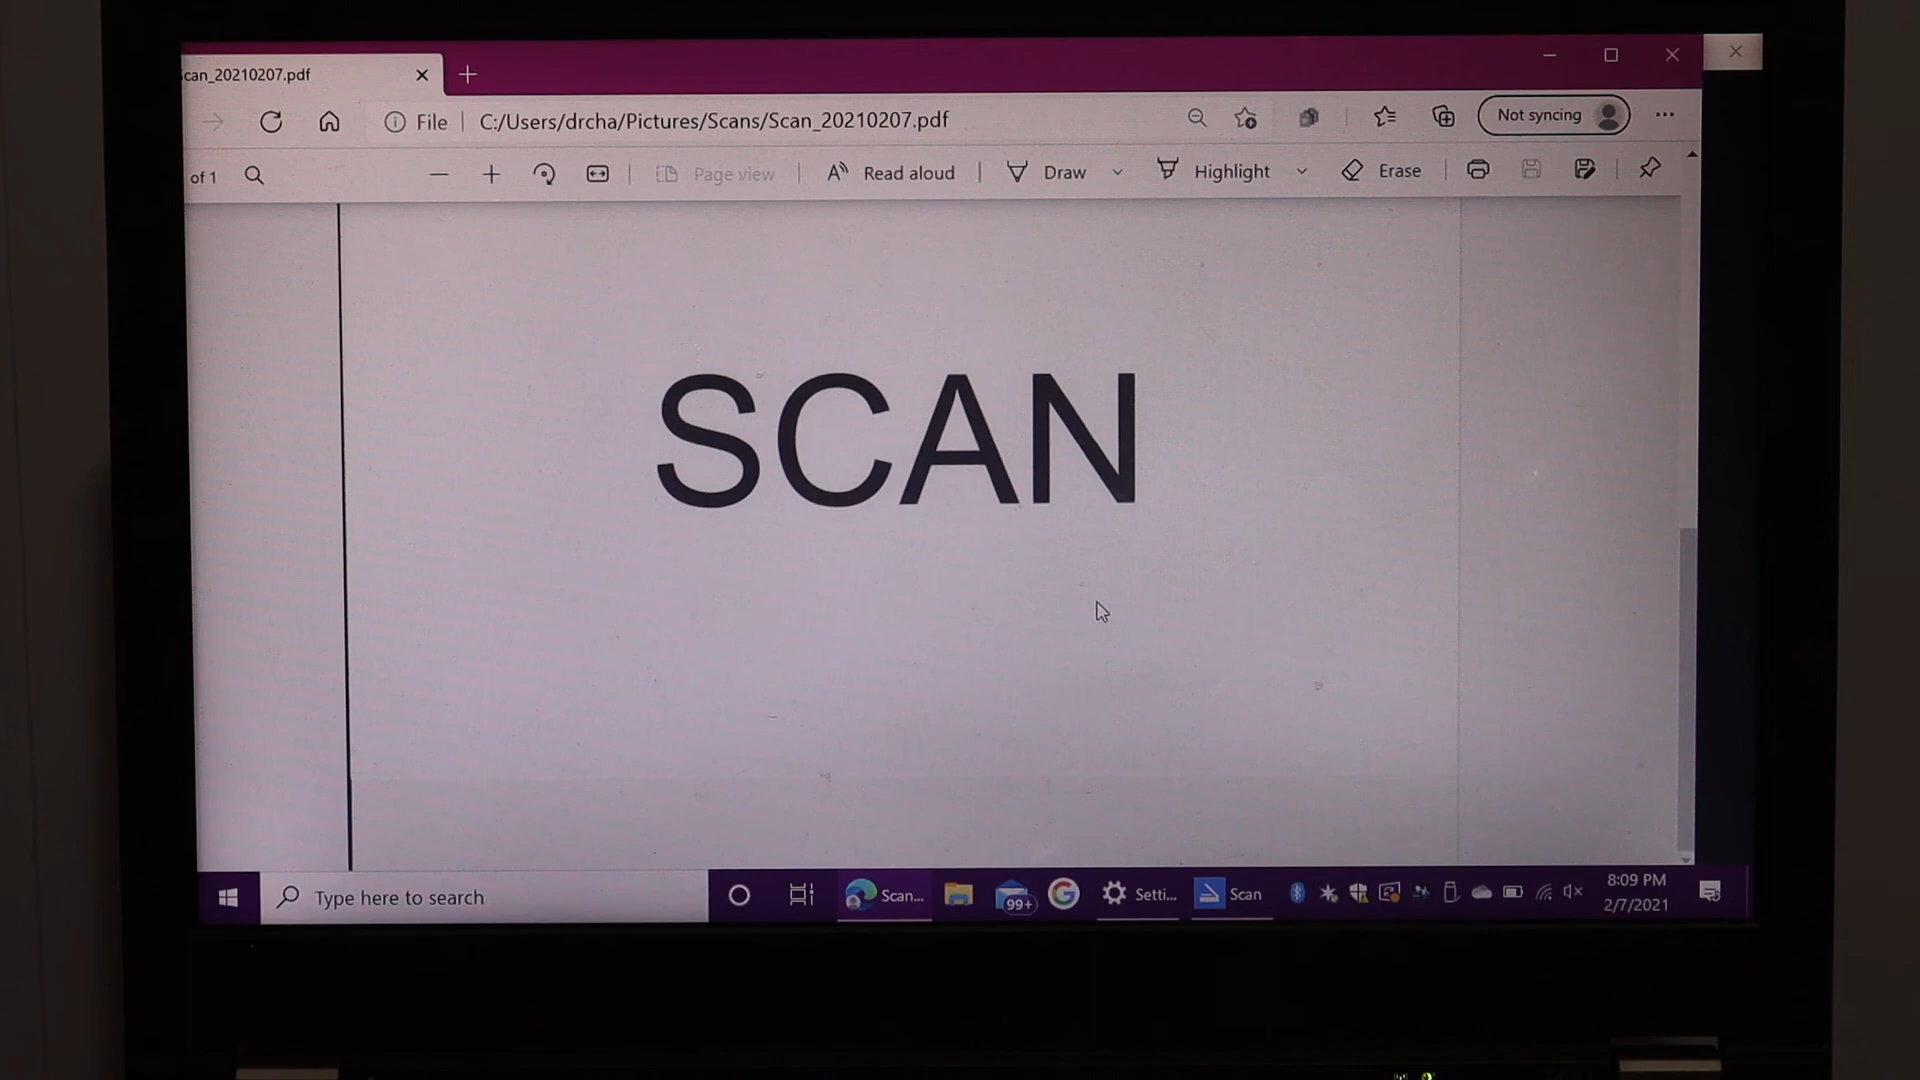 can_20210207.pdf
File C:/Users/drcha/Pictures/Scans/Scan_20210207.pdf Not syncing
of 1 Page view Read aloud Draw Highlight Erase
SCAN
Type here to search Scan... 99+ Setti... Scan 8:09 PM
2/7/2021